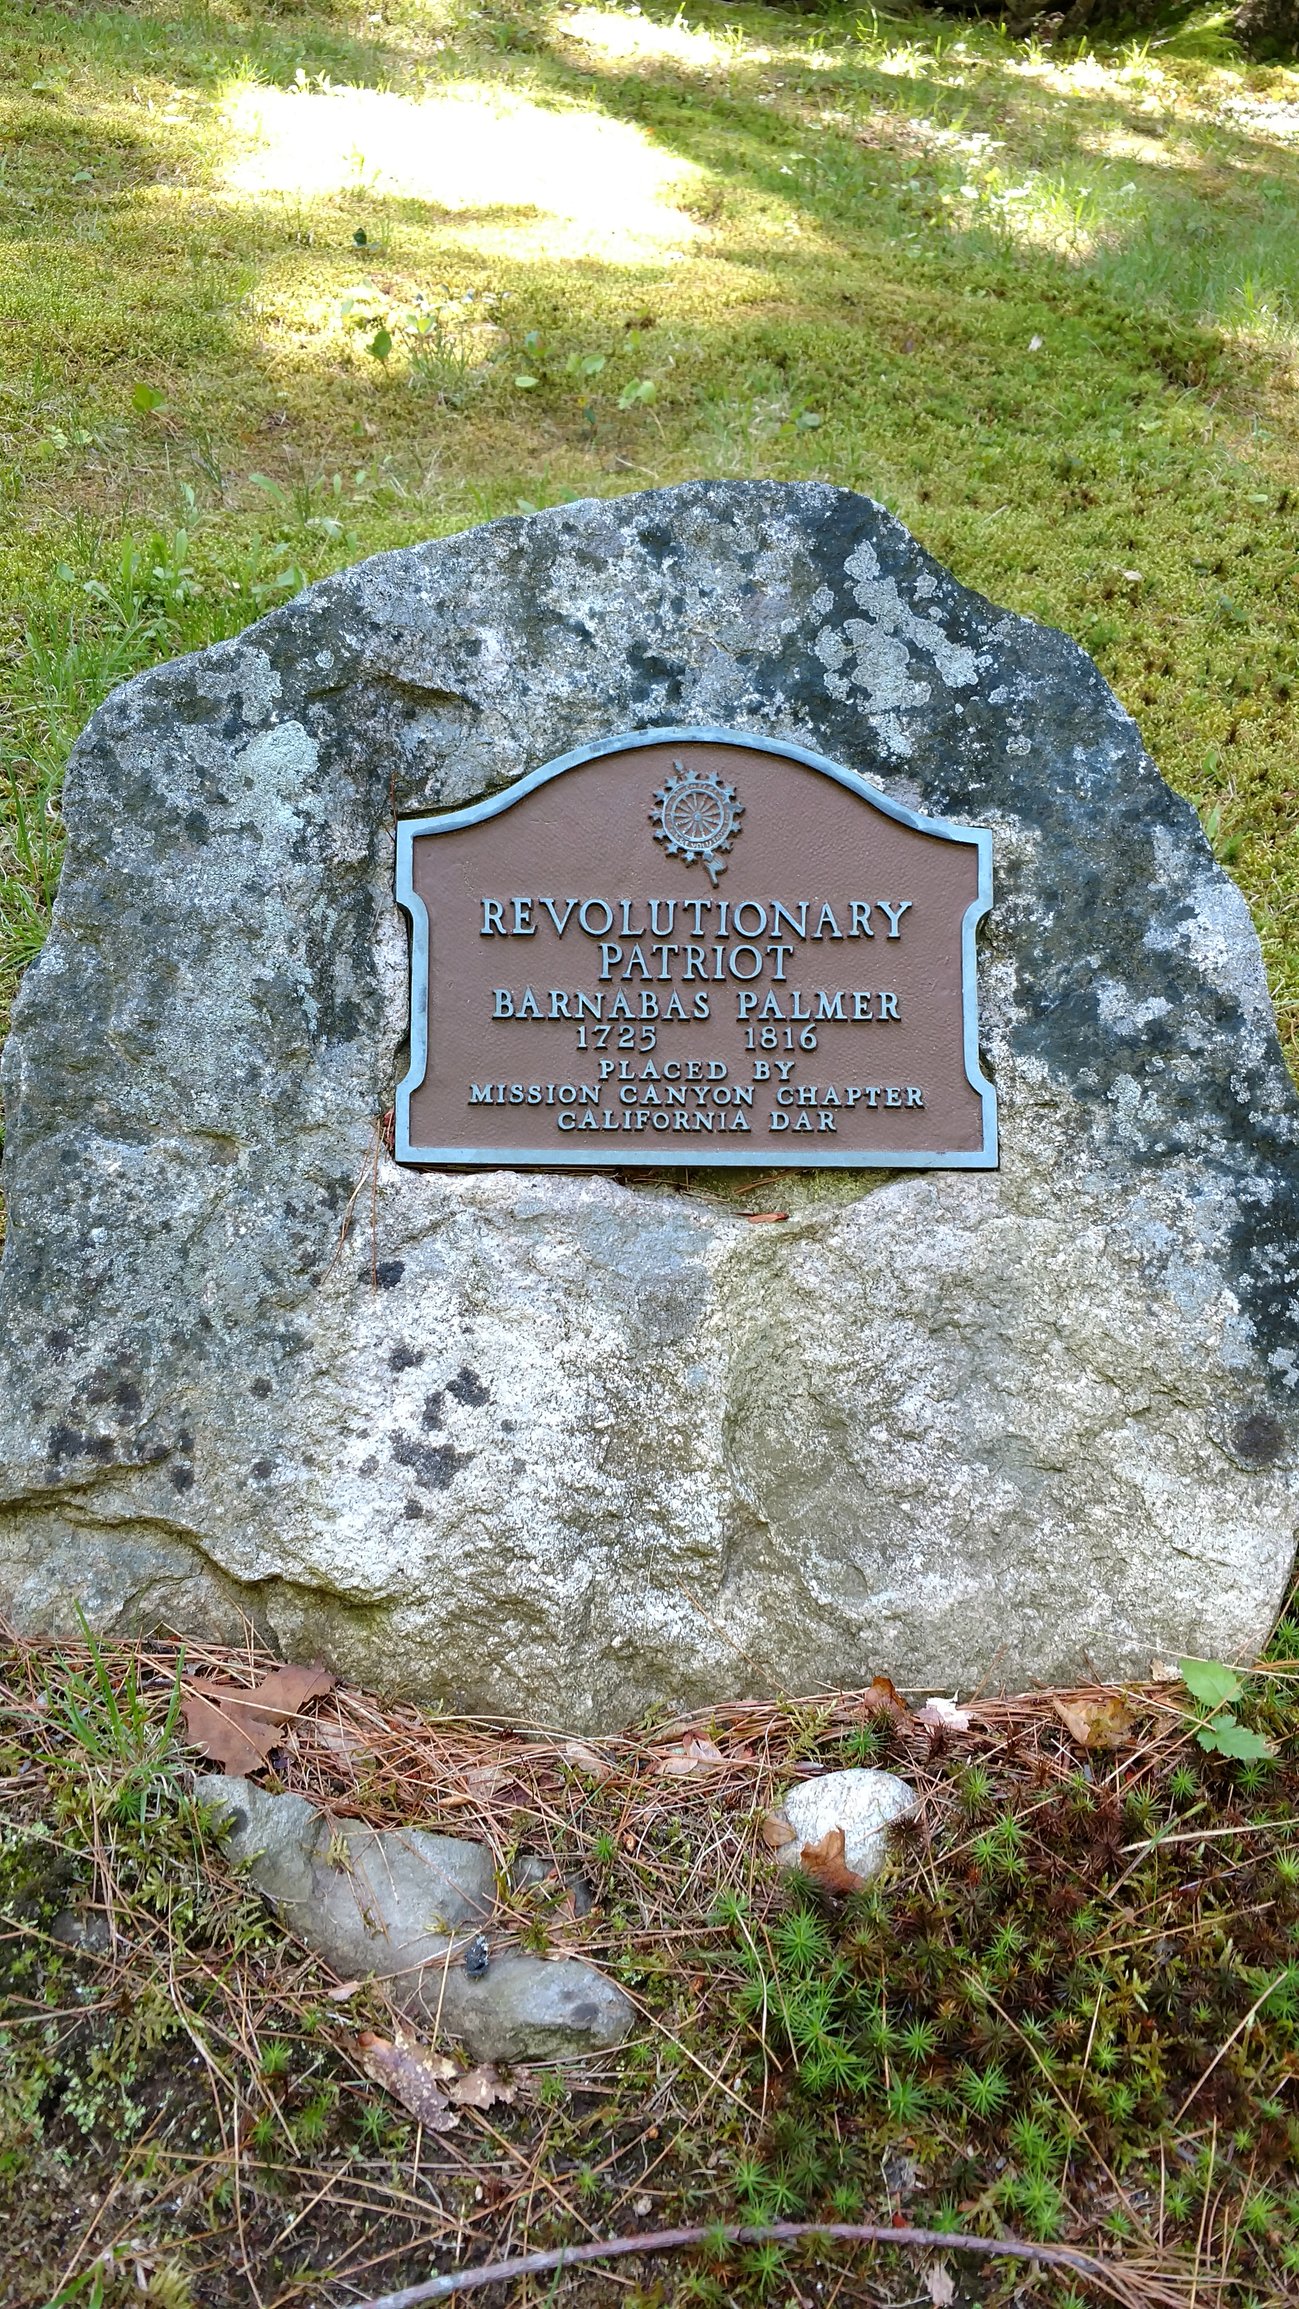 REVOLUTIONARY
PATRIOT
BARNABAS PALMER
1725 1816
PLACED BY
MISSION CANYON CHAPTER
CALIFORNIA DAR